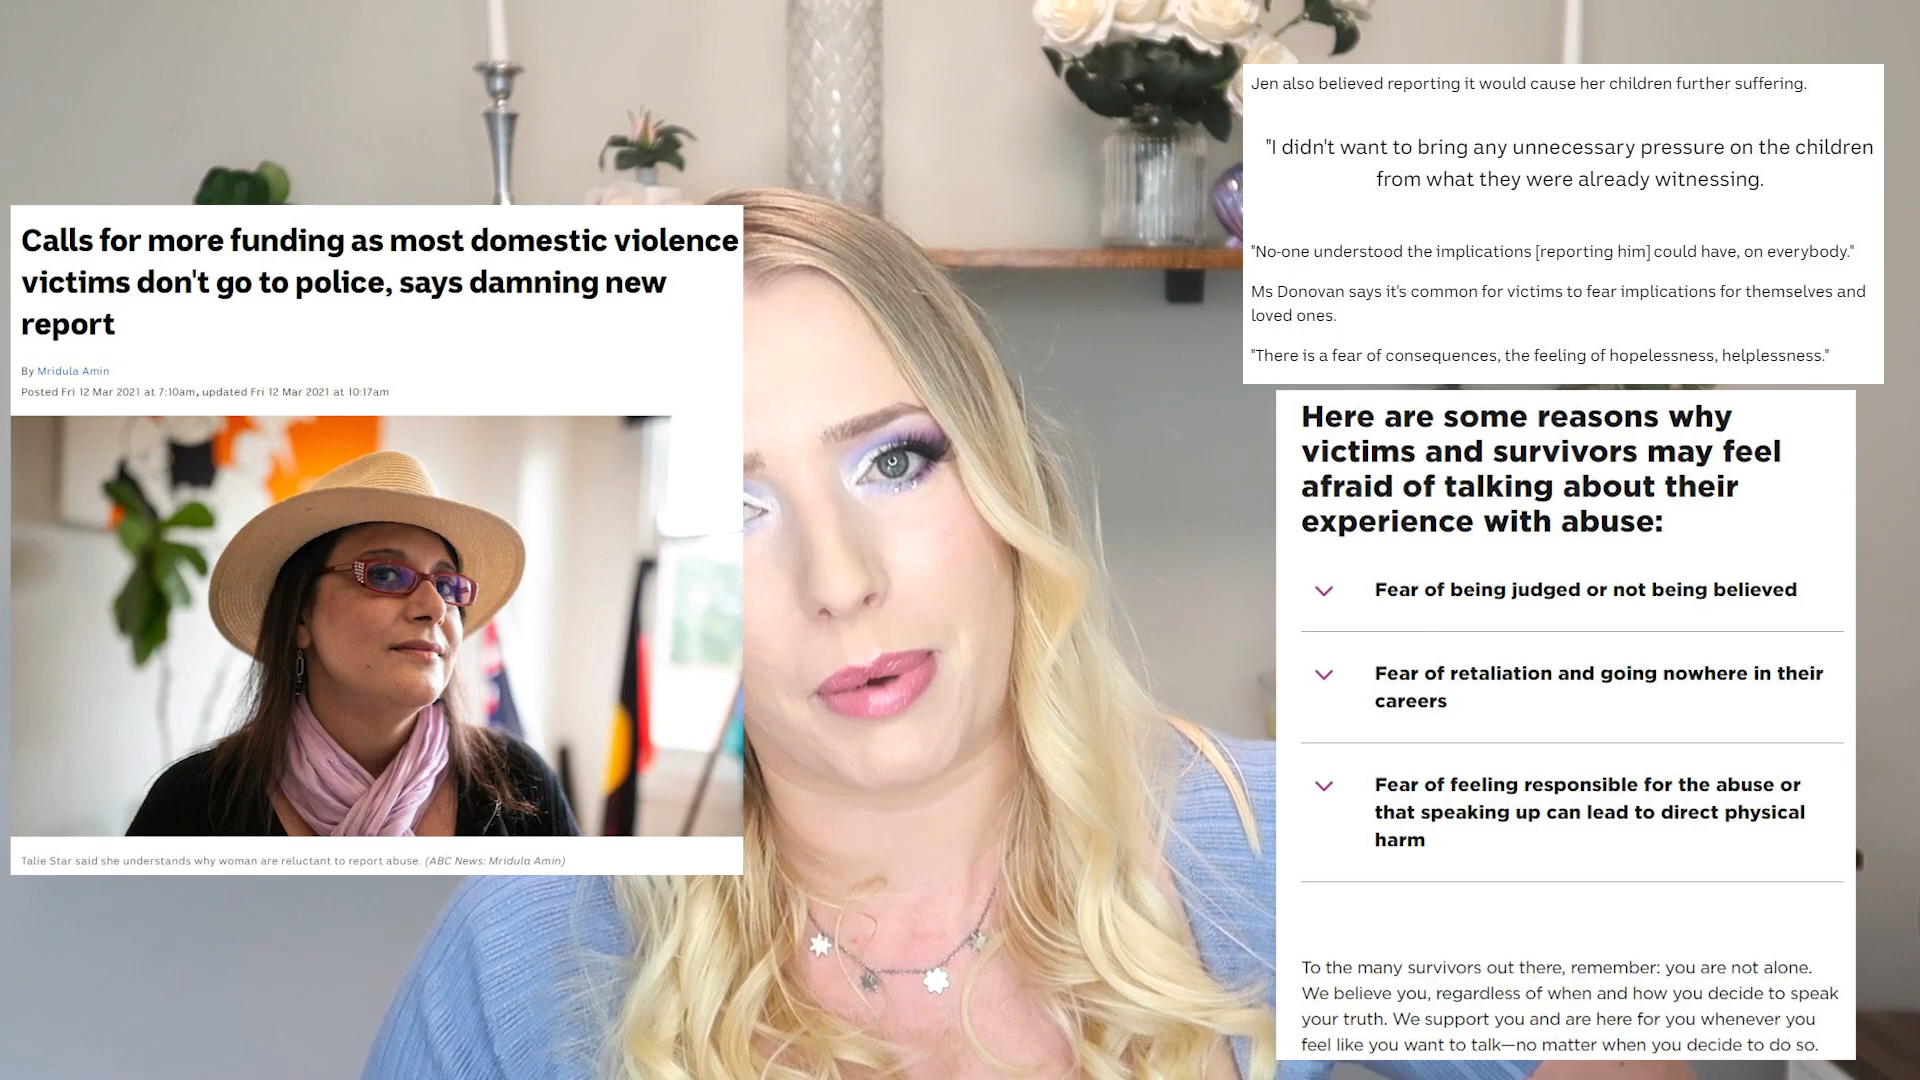 Calls for more funding as most domestic violence
victims don't go to police, says damning new
report
By Mridula Amin
Posted Fri 12 Mar 2021 at 7:10am, updated Fri 12 Mar 2021 at 10:17am
Talie Star said she understands why woman are reluctant to report abuse. (ABC News: Mridula Amin)
Jen also believed reporting it would cause her children further suffering.
"I didn't want to bring any unnecessary pressure on the children
from what they were already witnessing.
"No-one understood the implications [reporting him] could have, on everybody."
Ms Donovan says it's common for victims to fear implications for themselves and
loved ones.
"There is a fear of consequences, the feeling of hopelessness, helplessness."
Here are some reasons why
victims and survivors may feel
afraid of talking about their
experience with abuse:
Fear of being judged or not being believed
Fear of retaliation and going nowhere in their
careers
Fear of feeling responsible for the abuse or
that speaking up can lead to direct physical
harm
To the many survivors out there, remember: you are not alone.
We believe you, regardless of when and how you decide to speak
your truth. We support you and are here for you whenever you
feel like you want to talk—no matter when you decide to do so.